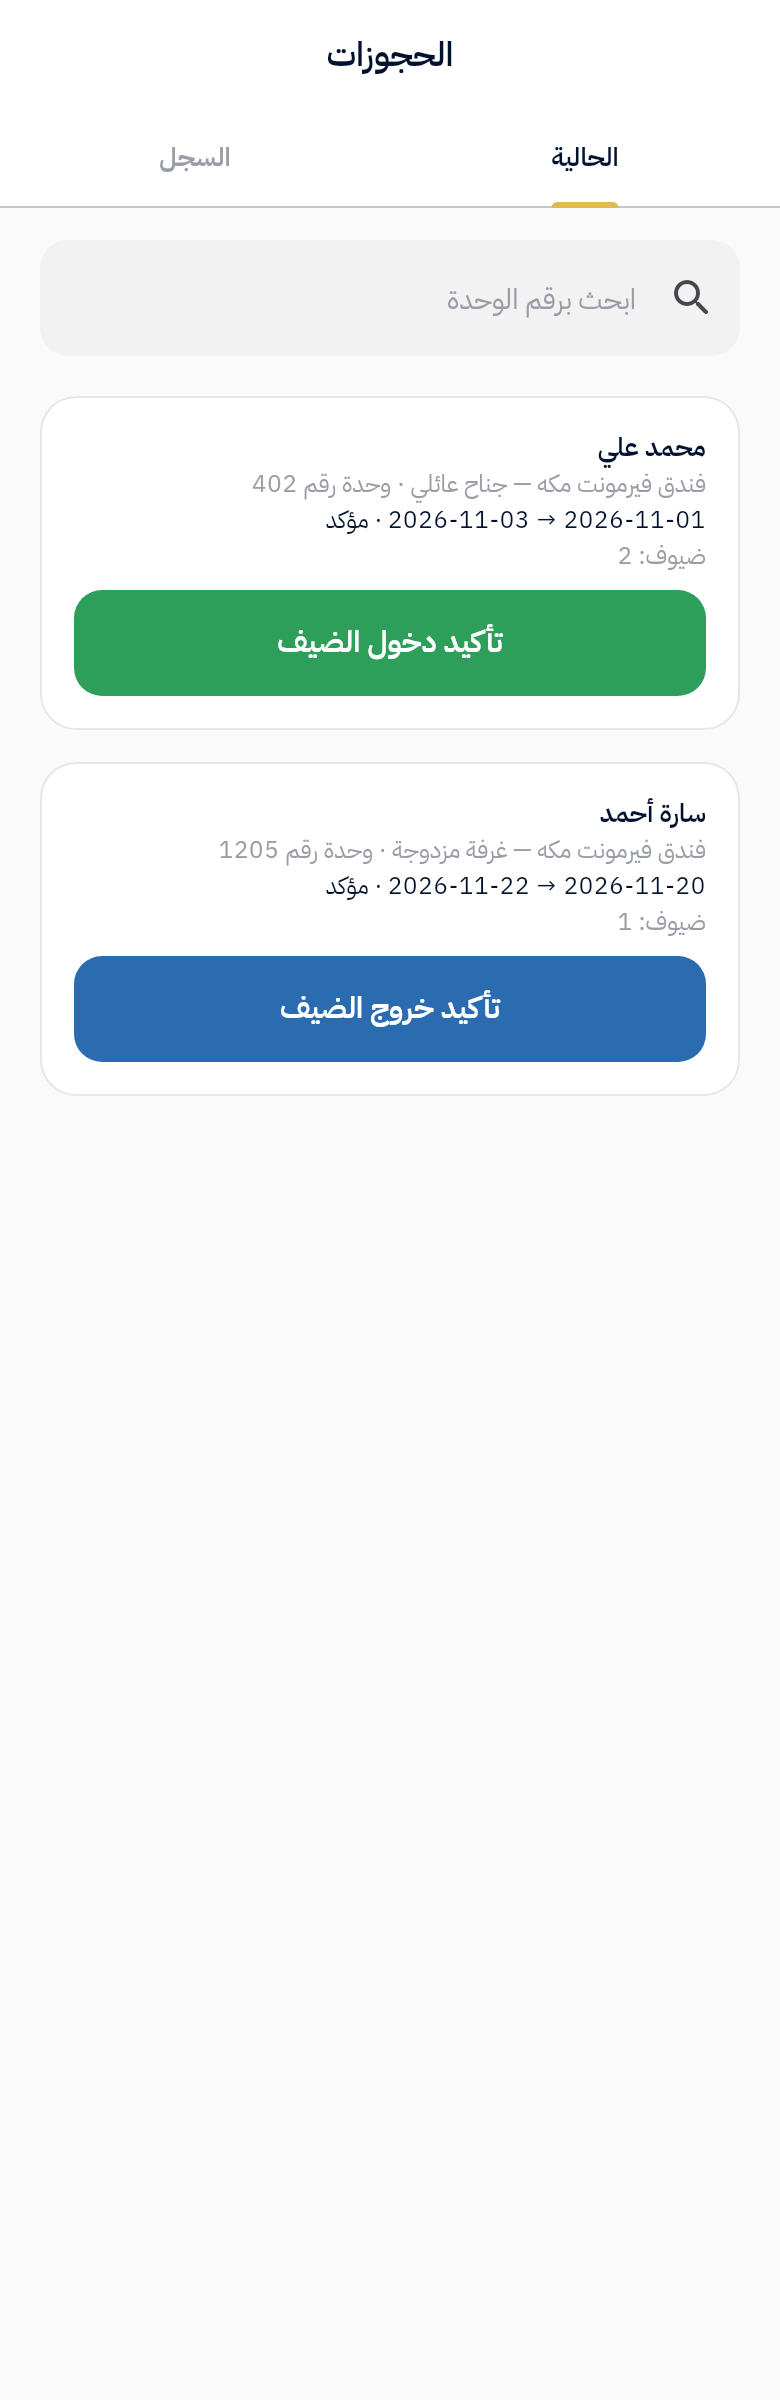 الحجوزات
الحالية
السجل
ابحث برقم الوحدة
محمد علي
فندق فيرمونت مكه — جناح عائلي · وحدة رقم 402
2026-11-01 → 2026-11-03 · مؤكد
ضيوف: 2
تأكيد دخول الضيف
سارة أحمد
فندق فيرمونت مكه — غرفة مزدوجة · وحدة رقم 1205
2026-11-20 → 2026-11-22 · مؤكد
ضيوف: 1
تأكيد خروج الضيف